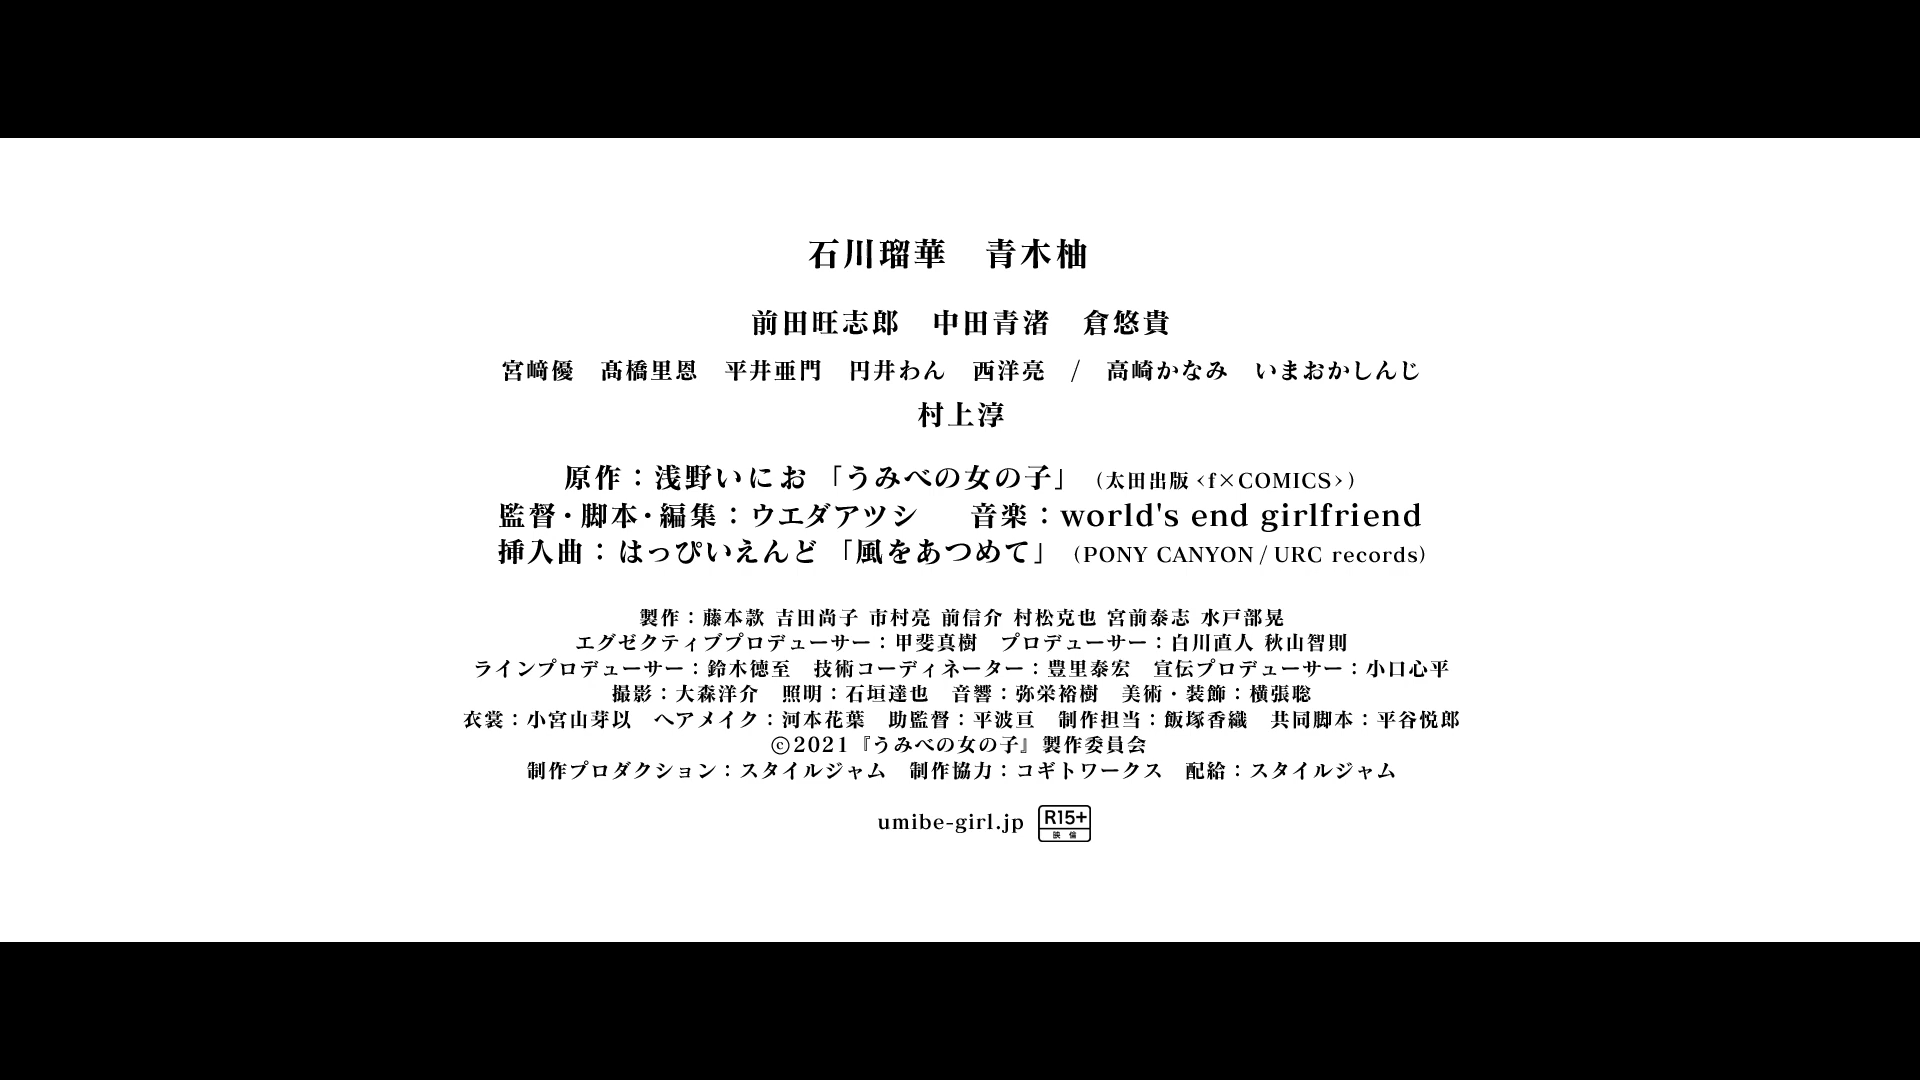 石川瑠華　青木柚
前田旺志郎　中田青渚　倉悠貴
宮﨑優　髙橋里恩　平井亜門　円井わん　西洋亮　/　高崎かなみ　いまおかしんじ
村上淳
原作：浅野いにお「うみべの女の子」（太田出版<f×COMICS>）
監督・脚本・編集：ウエダアツシ　音楽：world's end girlfriend
挿入曲：はっぴいえんど「風をあつめて」（PONY CANYON / URC records）
製作：藤本款 吉田尚子 市村亮 前信介 村松克也 宮前泰志 水戸部晃
エグゼクティブプロデューサー：甲斐真樹　プロデューサー：白川直人 秋山智則
ラインプロデューサー：鈴木徳至　技術コーディネーター：豊里泰宏　宣伝プロデューサー：小口心平
撮影：大森洋介　照明：石垣達也　音響：弥栄裕樹　美術・装飾：横張聡
衣裳：小宮山芽以　ヘアメイク：河本花葉　助監督：平波亘　制作担当：飯塚香織　共同脚本：平谷悦郎
©2021『うみべの女の子』製作委員会
制作プロダクション：スタイルジャム　制作協力：コギトワークス　配給：スタイルジャム
umibe-girl.jp R15+
映倫